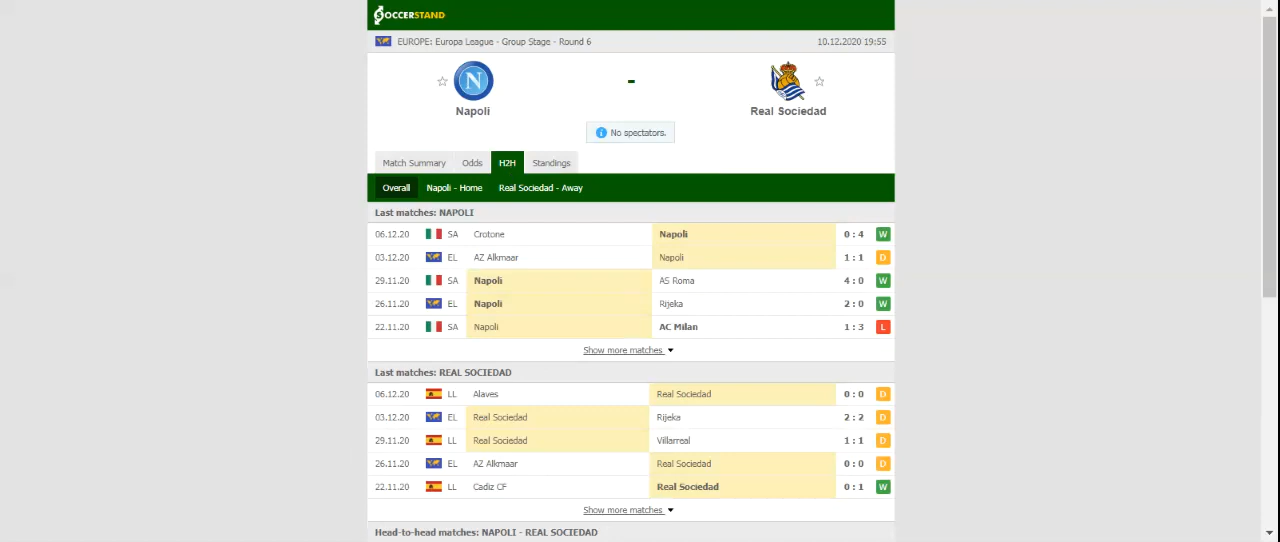 SOCCERSTAND
EUROPE: Europa League - Group Stage - Round 6 10.12.2020 19:55
N
-
Napoli Real Sociedad
No spectators.
Match Summary Odds H2H Standings
Overall Napoli - Home Real Sociedad - Away
Last matches: NAPOLI
06.12.20 SA Crotone Napoli 0 : 4 W
03.12.20 EL AZ Alkmaar Napoli 1 : 1 D
29.11.20 SA Napoli AS Roma 4 : 0 W
26.11.20 EL Napoli Rijeka 2 : 0 W
22.11.20 SA Napoli AC Milan 1 : 3 L
Show more matches
Last matches: REAL SOCIEDAD
06.12.20 LL Alaves Real Sociedad 0 : 0 D
03.12.20 EL Real Sociedad Rijeka 2 : 2 D
29.11.20 LL Real Sociedad Villarreal 1 : 1 D
26.11.20 EL AZ Alkmaar Real Sociedad 0 : 0 D
22.11.20 LL Cadiz CF Real Sociedad 0 : 1 W
Show more matches
Head-to-head matches: NAPOLI - REAL SOCIEDAD